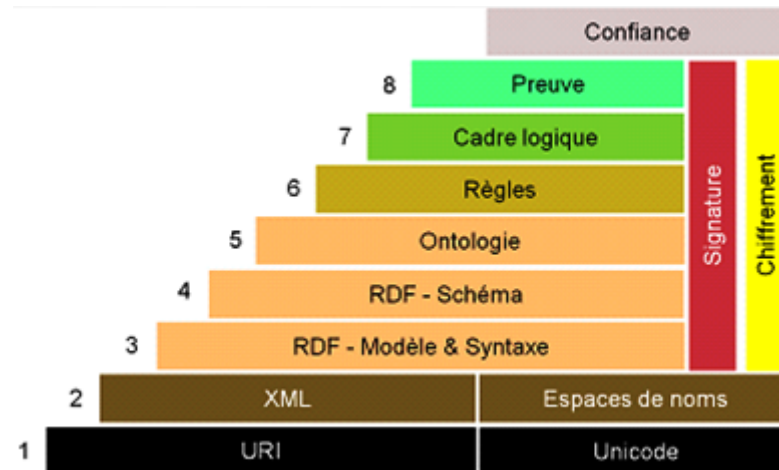 Confiance
8 Preuve
7 Cadre logique
6 Règles
5 Ontologie
4 RDF - Schéma
3 RDF - Modèle & Syntaxe
Signature
Chiffrement
2 XML Espaces de noms
1 URI Unicode